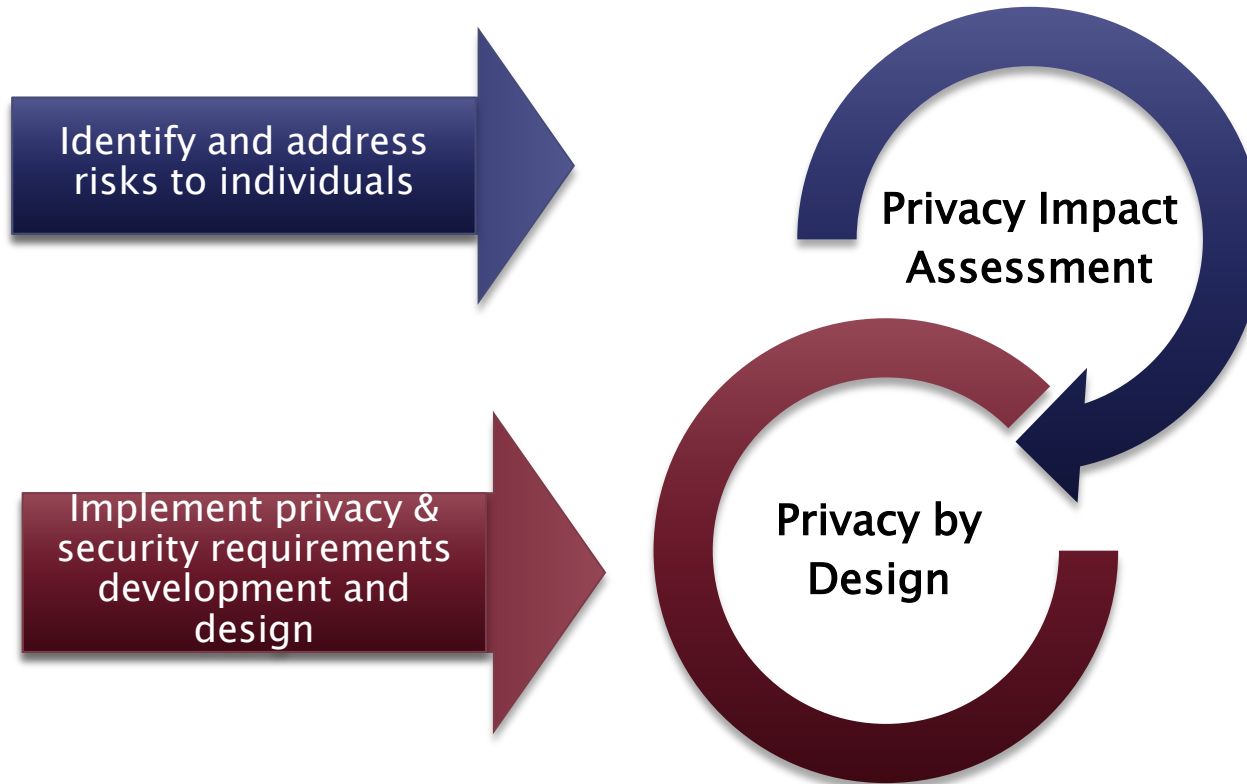 Identify and address
risks to individuals
Privacy Impact
Assessment
Implement privacy &
security requirements
development and
design
Privacy by
Design